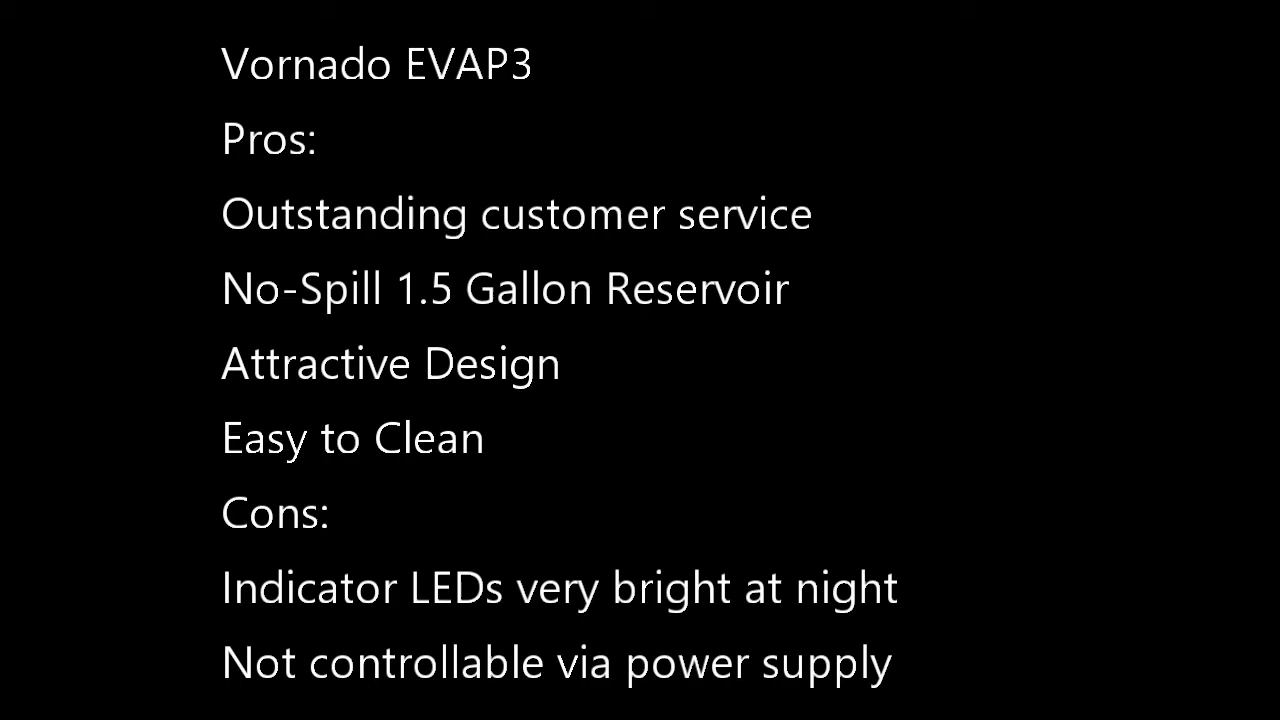 Vornado EVAP3
Pros:
Outstanding customer service
No-Spill 1.5 Gallon Reservoir
Attractive Design
Easy to Clean
Cons:
Indicator LEDs very bright at night
Not controllable via power supply